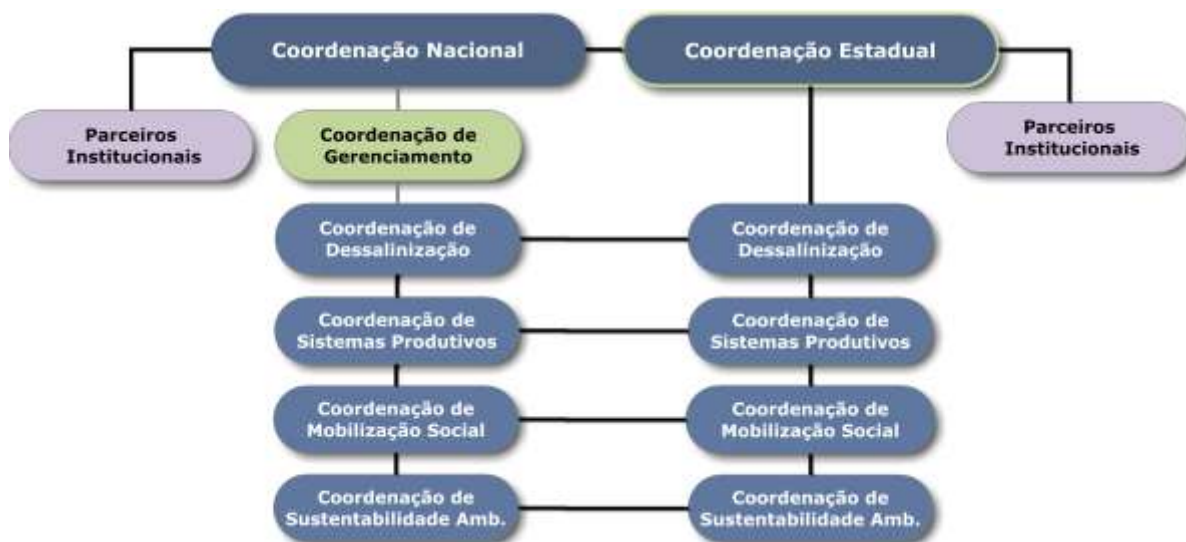 Coordenação Nacional
Coordenação Estadual
Parceiros
Institucionais
Coordenação de
Gerenciamento
Parceiros
Institucionais
Coordenação de
Dessalinização
Coordenação de
Dessalinização
Coordenação de
Sistemas Produtivos
Coordenação de
Sistemas Produtivos
Coordenação de
Mobilização Social
Coordenação de
Mobilização Social
Coordenação de
Sustentabilidade Amb.
Coordenação de
Sustentabilidade Amb.